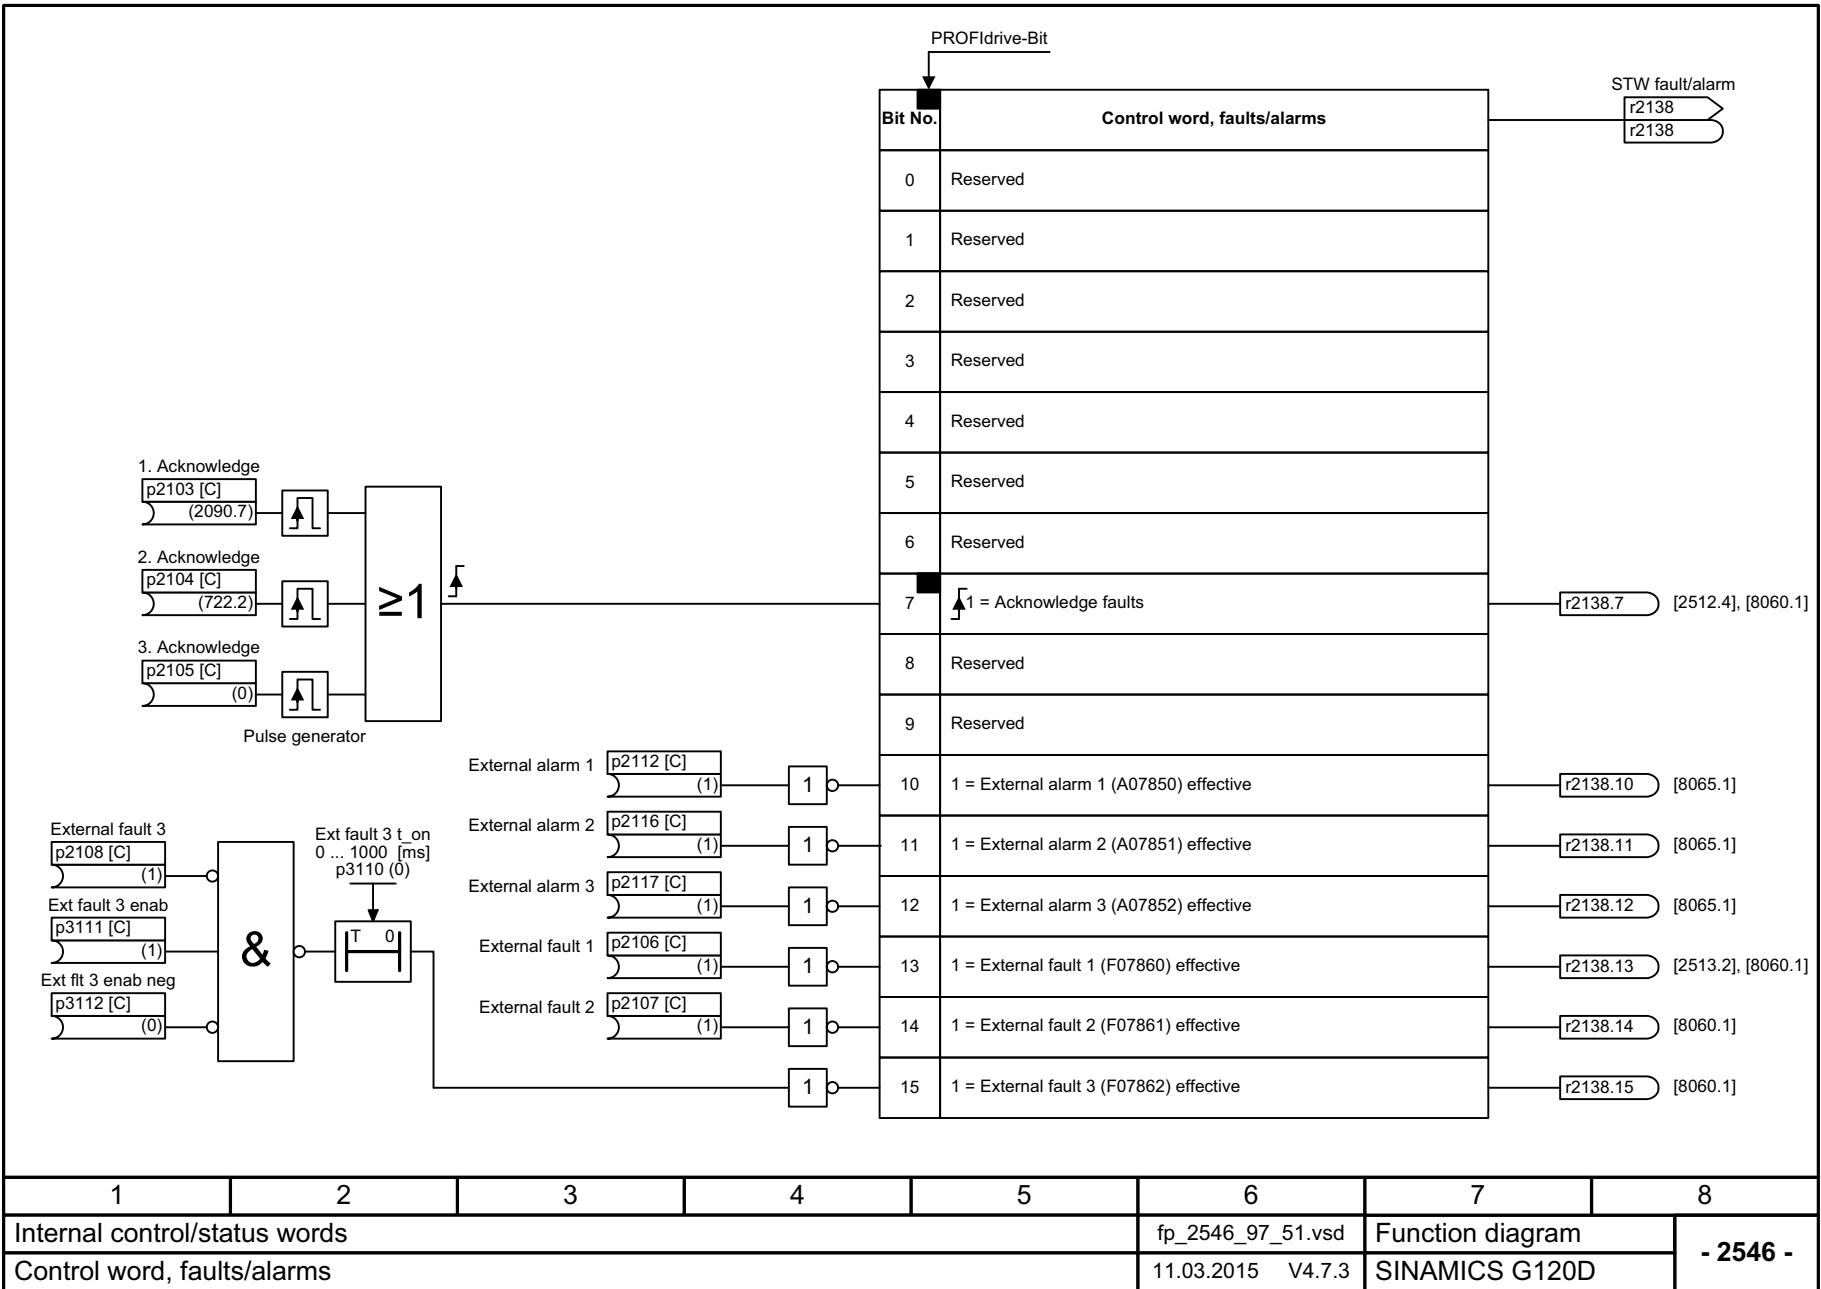 PROFIdrive-Bit
STW fault/alarm
r2138
r2138
Bit No. Control word, faults/alarms
0 Reserved
1 Reserved
2 Reserved
3 Reserved
4 Reserved
5 Reserved
6 Reserved
7 1 = Acknowledge faults r2138.7 [2512.4], [8060.1]
8 Reserved
9 Reserved
10 1 = External alarm 1 (A07850) effective r2138.10 [8065.1]
11 1 = External alarm 2 (A07851) effective r2138.11 [8065.1]
12 1 = External alarm 3 (A07852) effective r2138.12 [8065.1]
13 1 = External fault 1 (F07860) effective r2138.13 [2513.2], [8060.1]
14 1 = External fault 2 (F07861) effective r2138.14 [8060.1]
15 1 = External fault 3 (F07862) effective r2138.15 [8060.1]
1. Acknowledge
p2103 [C]
(2090.7)
2. Acknowledge
p2104 [C]
(722.2)
3. Acknowledge
p2105 [C]
(0)
Pulse generator
≥1
External alarm 1 p2112 [C]
(1) 1
External alarm 2 p2116 [C]
(1) 1
External alarm 3 p2117 [C]
(1) 1
External fault 1 p2106 [C]
(1) 1
External fault 2 p2107 [C]
(1) 1
1
External fault 3
p2108 [C]
(1)
Ext fault 3 enab
p3111 [C]
(1)
Ext flt 3 enab neg
p3112 [C]
(0)
&
Ext fault 3 t_on
0 ... 1000 [ms]
p3110 (0)
T 0
1 2 3 4 5 6 7 8
Internal control/status words fp_2546_97_51.vsd Function diagram
- 2546 -
Control word, faults/alarms 11.03.2015 V4.7.3 SINAMICS G120D